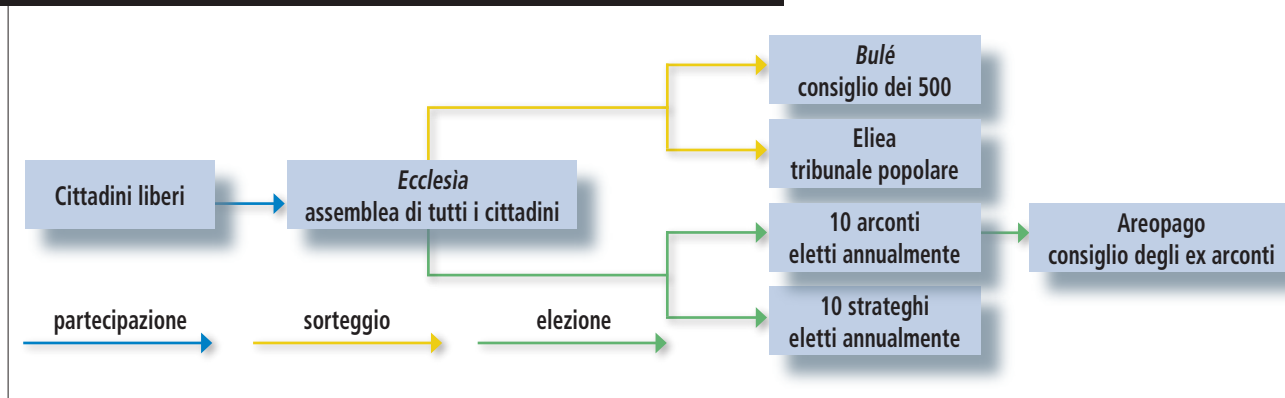 Cittadini liberi
Ecclesìa
assemblea di tutti i cittadini
Bulé
consiglio dei 500
Eliea
tribunale popolare
10 arconti
eletti annualmente
10 strateghi
eletti annualmente
Areopago
consiglio degli ex arconti
partecipazione
sorteggio
elezione